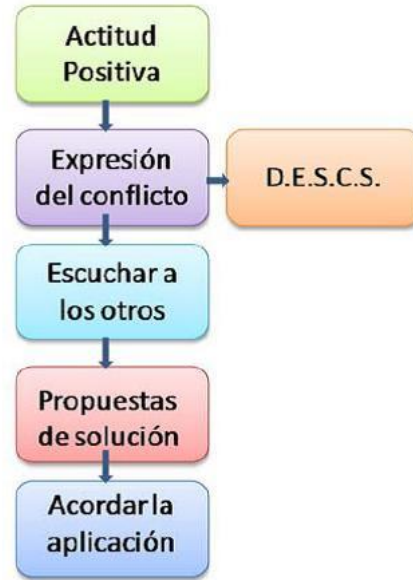 Actitud
Positiva
Expresión
del conflicto
D.E.S.C.S.
Escuchar a
los otros
Propuestas
de solución
Acordar la
aplicación